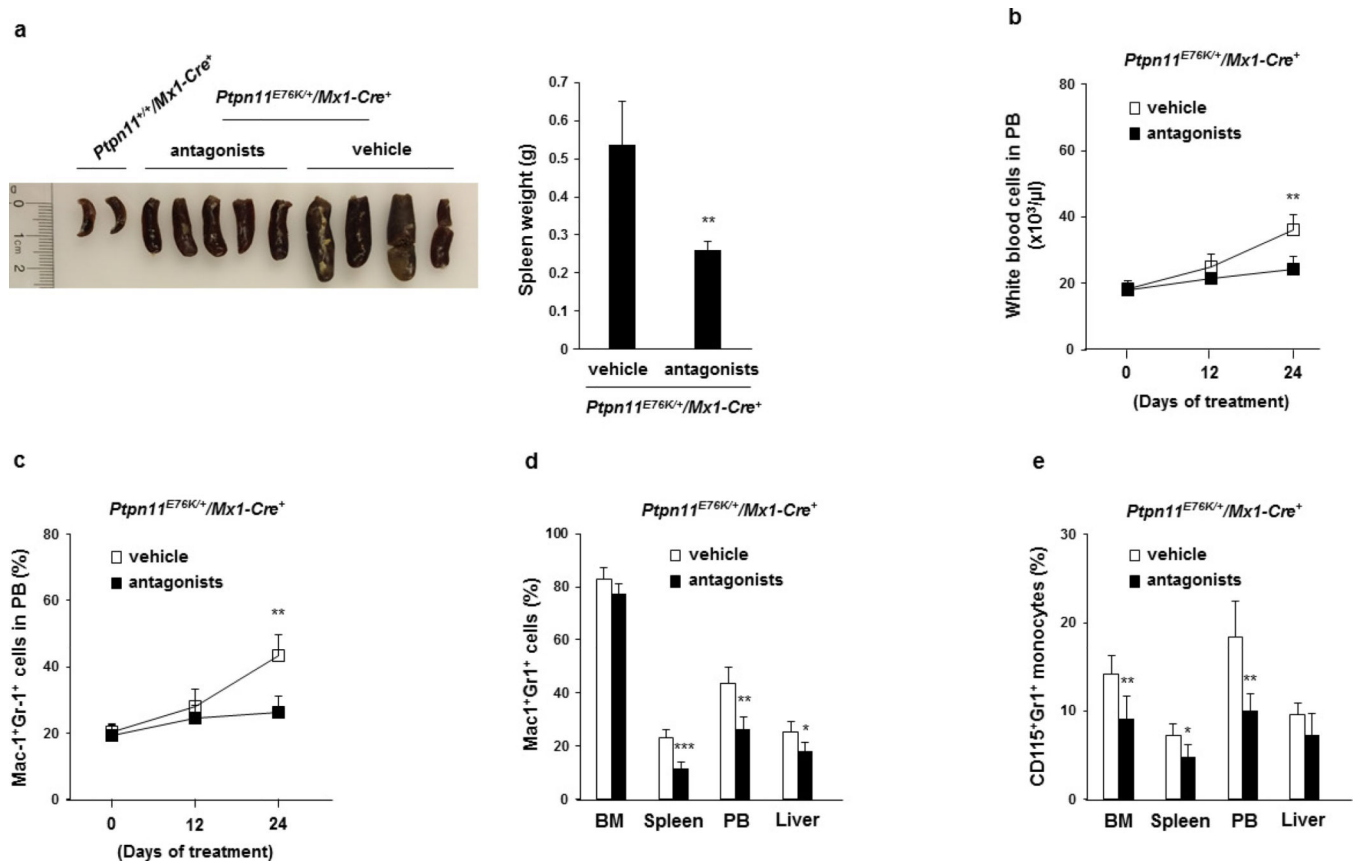 a
Ptpn11+/+/Mx1-Cre+
Ptpn11E76K/+/Mx1-Cre+
antagonists
vehicle
0
1
cm
2
Spleen weight (g)
0.7
0.6
0.5
0.4
0.3
0.2
0.1
0
**
vehicle
antagonists
Ptpn11E76K/+/Mx1-Cre+
b
Ptpn11E76K/+/Mx1-Cre+
White blood cells in PB
(x10³/µl)
80
60
40
20
0
vehicle
antagonists
**
0 12 24
(Days of treatment)
c
Ptpn11E76K/+/Mx1-Cre+
Mac-1+Gr-1+ cells in PB (%)
80
60
40
20
0
vehicle
antagonists
**
0 12 24
(Days of treatment)
d
Ptpn11E76K/+/Mx1-Cre+
Mac1+Gr1+ cells (%)
100
80
60
40
20
0
vehicle
antagonists
***
**
*
BM Spleen PB Liver
e
Ptpn11E76K/+/Mx1-Cre+
CD115+Gr1+ monocytes (%)
30
20
10
0
vehicle
antagonists
**
*
**
BM Spleen PB Liver